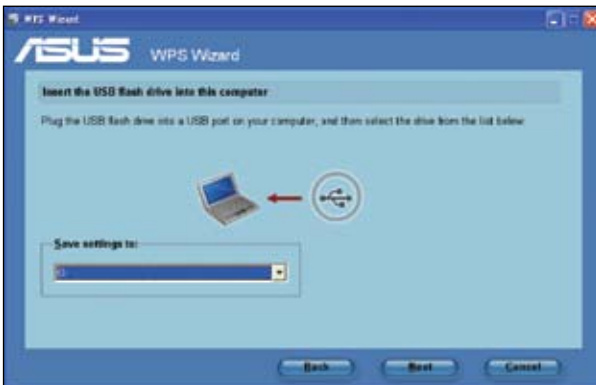 WPS Wizard
ASUS WPS Wizard
Insert the USB flash drive into this computer
Plug the USB flash drive into a USB port on your computer, and then select the drive from the list below:
Save settings to:
Back Next Cancel